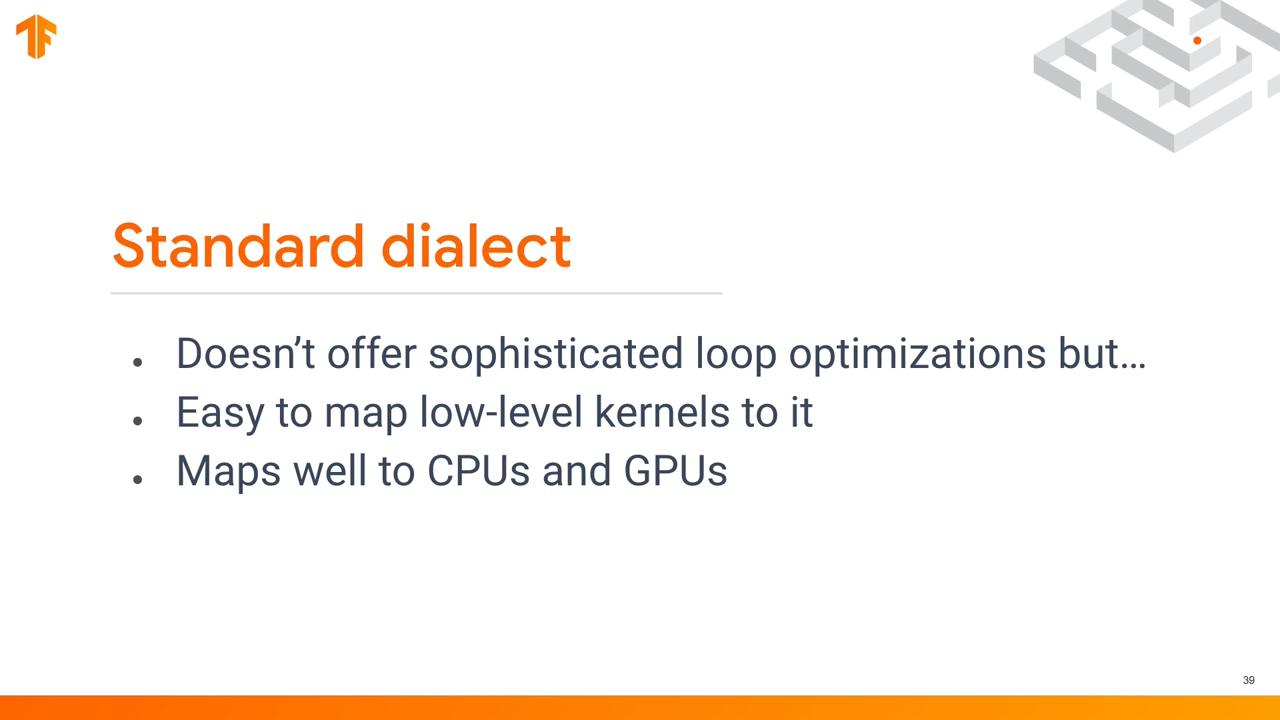 Standard dialect
• Doesn’t offer sophisticated loop optimizations but…
• Easy to map low-level kernels to it
• Maps well to CPUs and GPUs
39